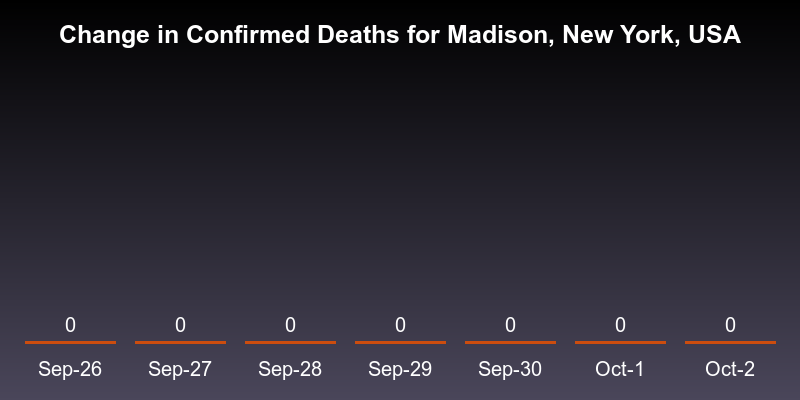 Change in Confirmed Deaths for Madison, New York, USA
0 0 0 0 0 0 0
Sep-26 Sep-27 Sep-28 Sep-29 Sep-30 Oct-1 Oct-2